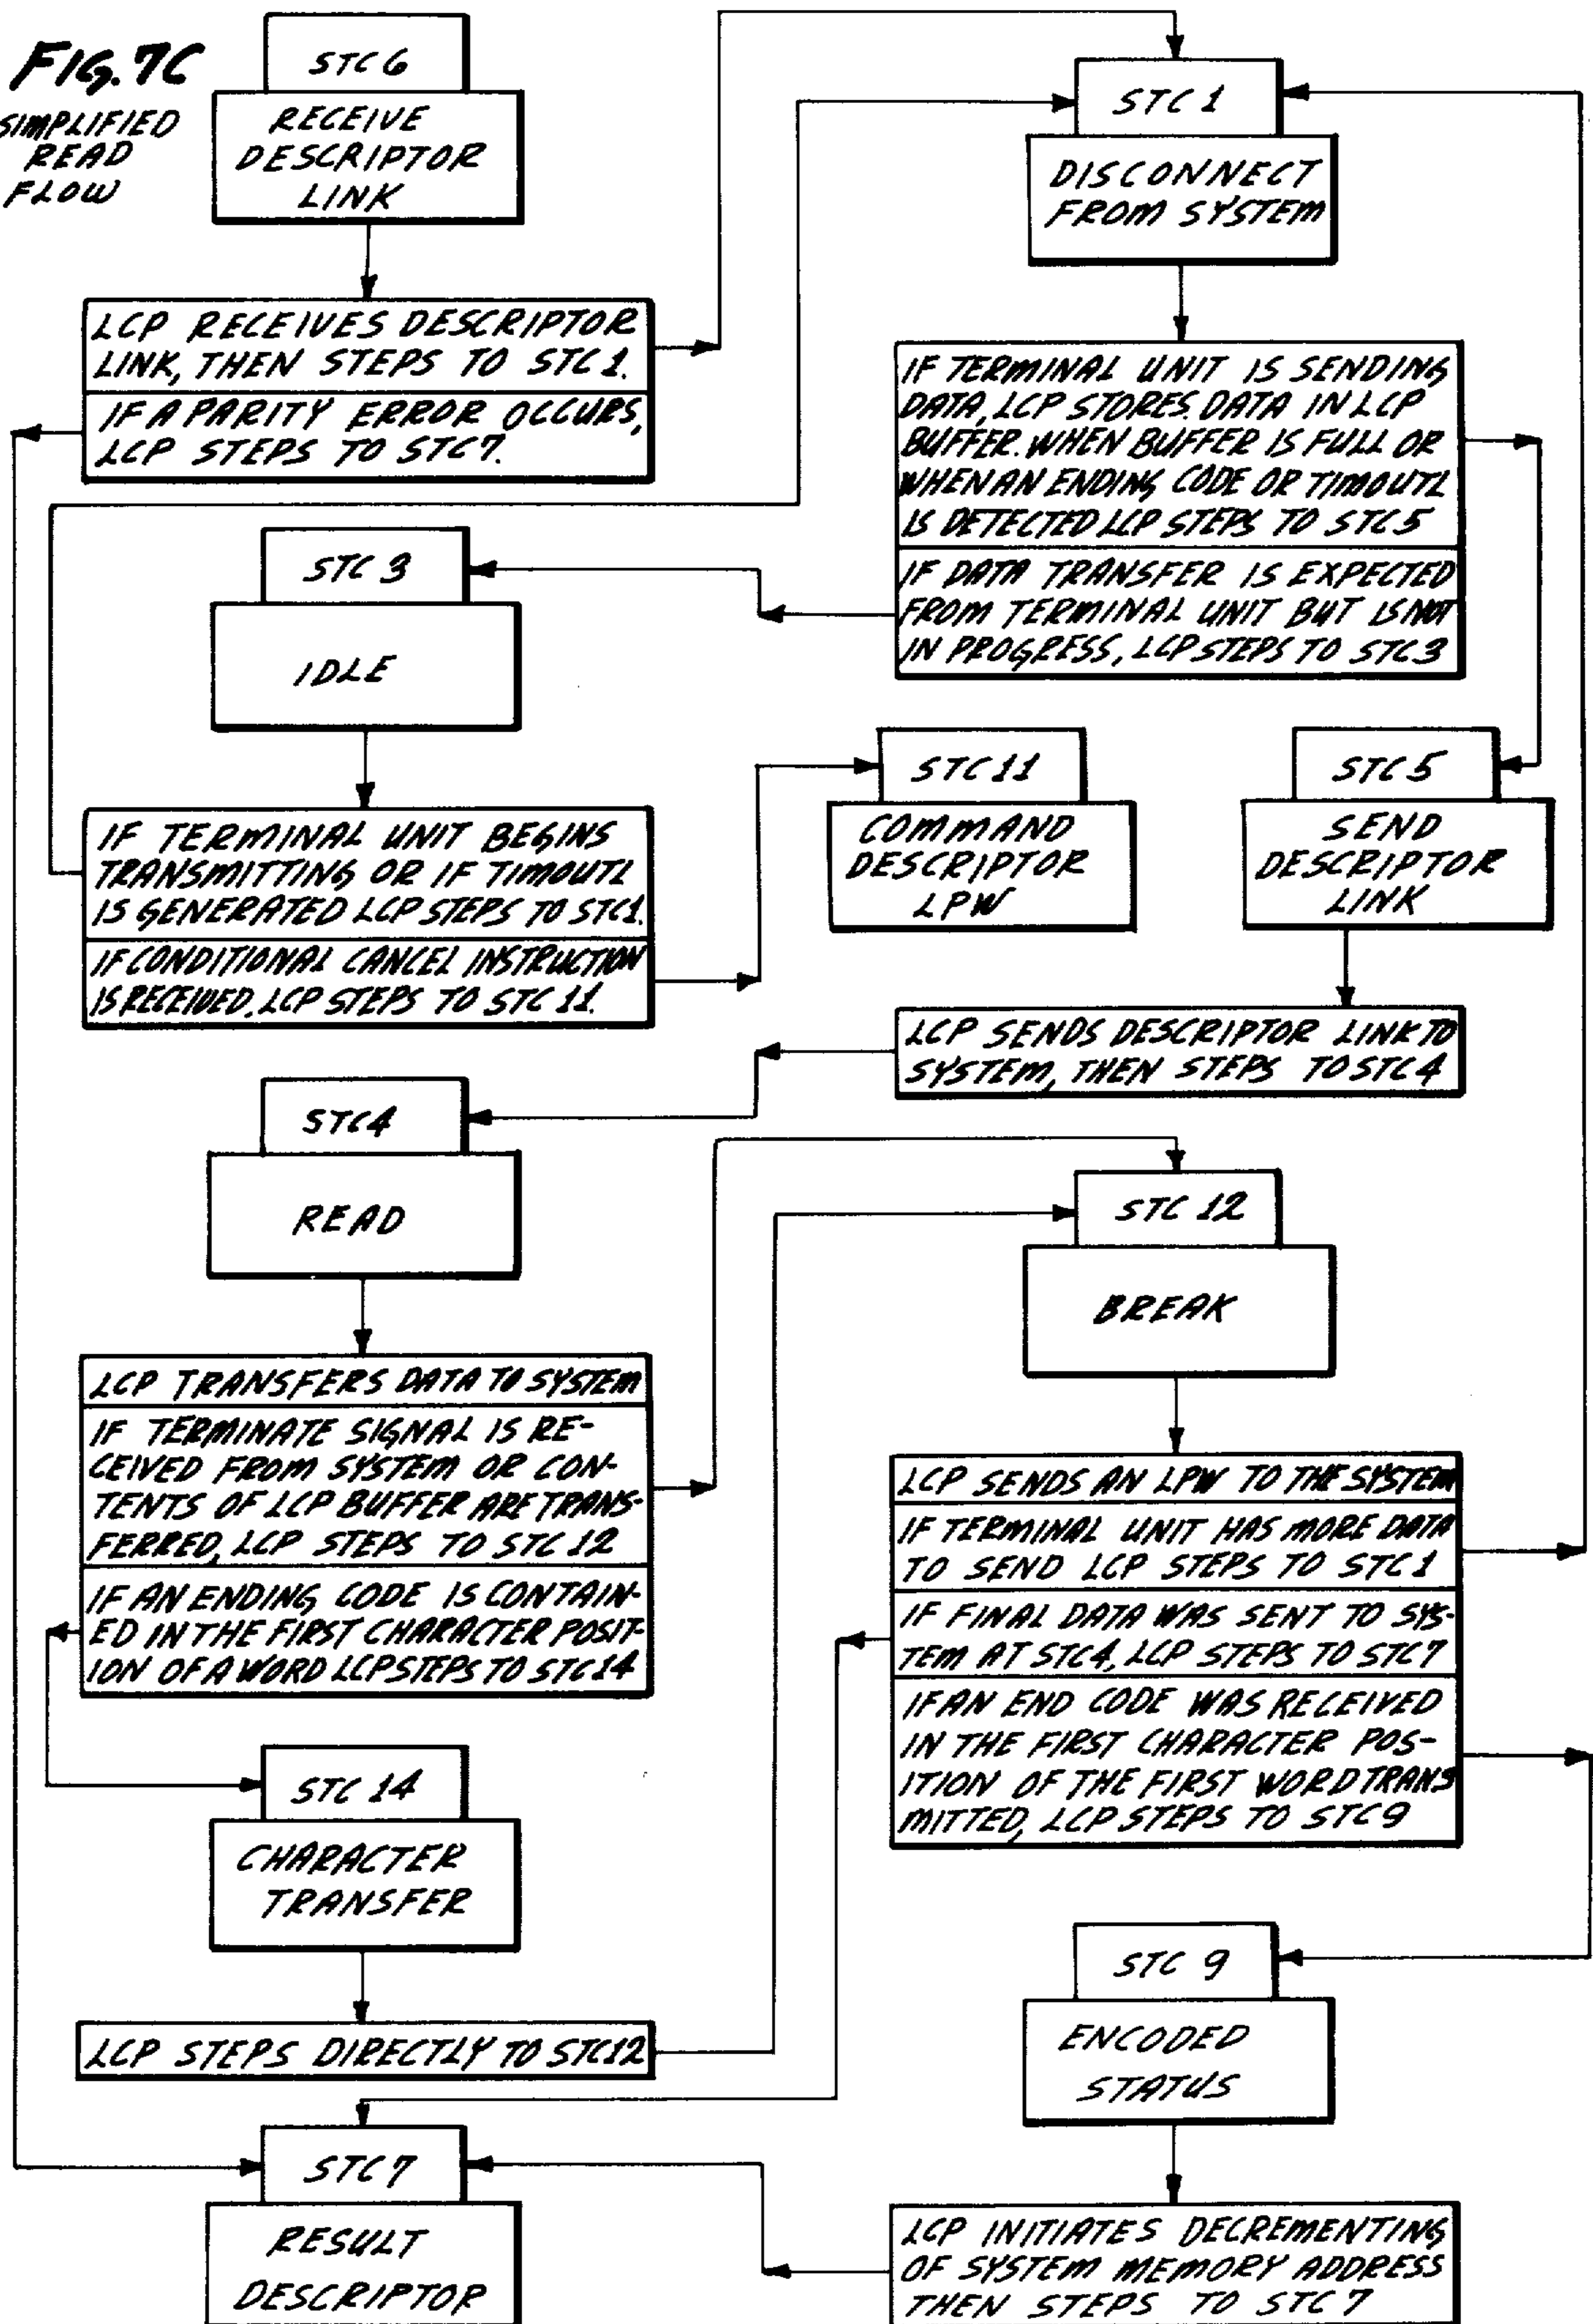 FIG. 7C
SIMPLIFIED
READ
FLOW
STC 6
RECEIVE
DESCRIPTOR
LINK
LCP RECEIVES DESCRIPTOR
LINK, THEN STEPS TO STC 1.
IF A PARITY ERROR OCCURS,
LCP STEPS TO STC 7.
STC 1
DISCONNECT
FROM SYSTEM
IF TERMINAL UNIT IS SENDING
DATA, LCP STORES DATA IN LCP
BUFFER. WHEN BUFFER IS FULL OR
WHEN AN ENDING CODE OR TIMOUTL
IS DETECTED LCP STEPS TO STC 5
IF DATA TRANSFER IS EXPECTED
FROM TERMINAL UNIT BUT IS NOT
IN PROGRESS, LCP STEPS TO STC 3
STC 3
IDLE
IF TERMINAL UNIT BEGINS
TRANSMITTING OR IF TIMOUTL
IS GENERATED LCP STEPS TO STC1.
IF CONDITIONAL CANCEL INSTRUCTION
IS RECEIVED, LCP STEPS TO STC 11.
STC 11
COMMAND
DESCRIPTOR
LPW
STC 5
SEND
DESCRIPTOR
LINK
LCP SENDS DESCRIPTOR LINK TO
SYSTEM, THEN STEPS TO STC 4
STC4
READ
LCP TRANSFERS DATA TO SYSTEM
IF TERMINATE SIGNAL IS RE-
CEIVED FROM SYSTEM OR CON-
TENTS OF LCP BUFFER ARE TRANS-
FERRED, LCP STEPS TO STC 12
IF AN ENDING CODE IS CONTAIN-
ED IN THE FIRST CHARACTER POSIT-
ION OF A WORD LCP STEPS TO STC 14
STC 12
BREAK
LCP SENDS AN LPW TO THE SYSTEM
IF TERMINAL UNIT HAS MORE DATA
TO SEND LCP STEPS TO STC 1
IF FINAL DATA WAS SENT TO SYS-
TEM AT STC4, LCP STEPS TO STC 7
IF AN END CODE WAS RECEIVED
IN THE FIRST CHARACTER POS-
ITION OF THE FIRST WORD TRANS
MITTED, LCP STEPS TO STC 9
STC 14
CHARACTER
TRANSFER
LCP STEPS DIRECTLY TO STC12
STC 9
ENCODED
STATUS
LCP INITIATES DECREMENTING
OF SYSTEM MEMORY ADDRESS
THEN STEPS TO STC 7
STC 7
RESULT
DESCRIPTOR